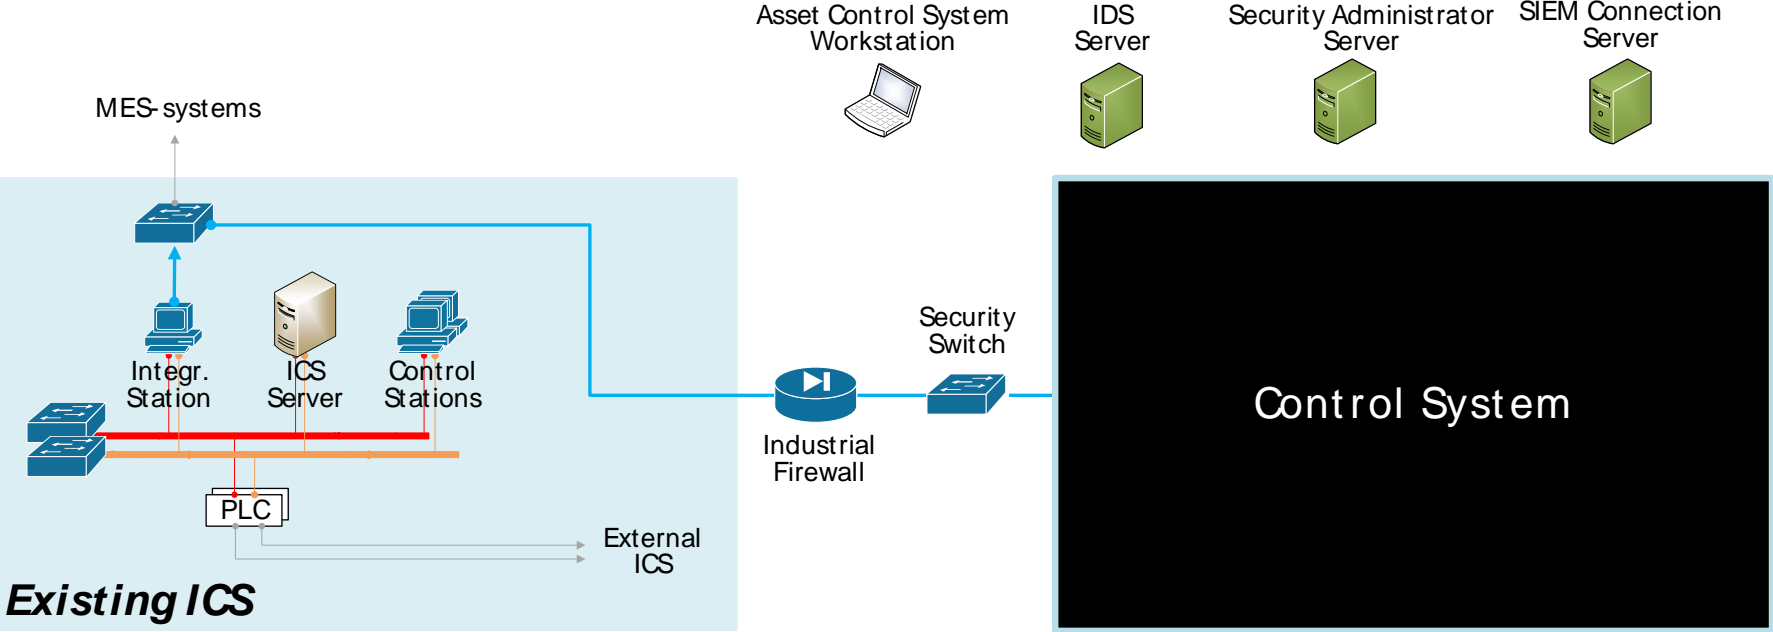 Asset Control System
Workstation
IDS
Server
Security Administrator
Server
SIEM Connection
Server
MES-systems
Security
Switch
Integr.
Station
ICS
Server
Control
Stations
Control System
Industrial
Firewall
PLC
External
ICS
Existing ICS